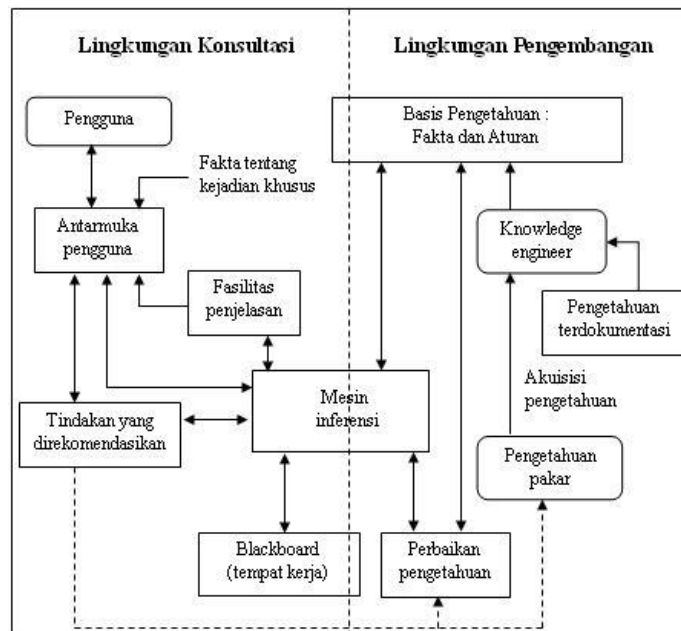 Lingkungan Konsultasi
Lingkungan Pengembangan
Pengguna
Basis Pengetahuan :
Fakta dan Aturan
Fakta tentang
kejadian khusus
Antarmuka
pengguna
Knowledge
engineer
Fasilitas
penjelasan
Pengetahuan
terdokumentasi
Mesin
inferensi
Akuisisi
pengetahuan
Tindakan yang
direkomendasikan
Pengetahuan
pakar
Blackboard
(tempat kerja)
Perbaikan
pengetahuan